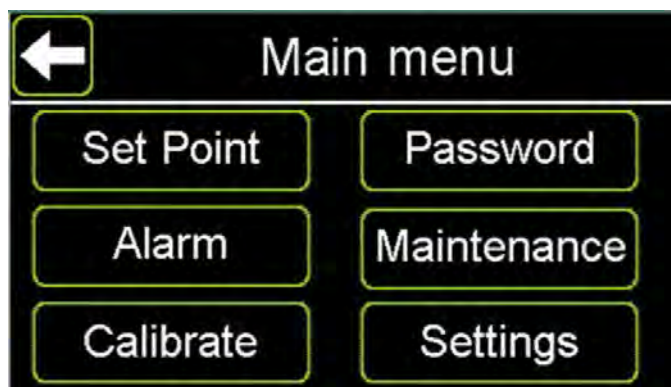 Main menu
Set Point
Password
Alarm
Maintenance
Calibrate
Settings